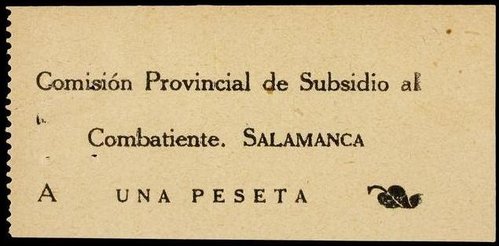 Comisión Provincial de Subsidio al
Combatiente. SALAMANCA
A UNA PESETA